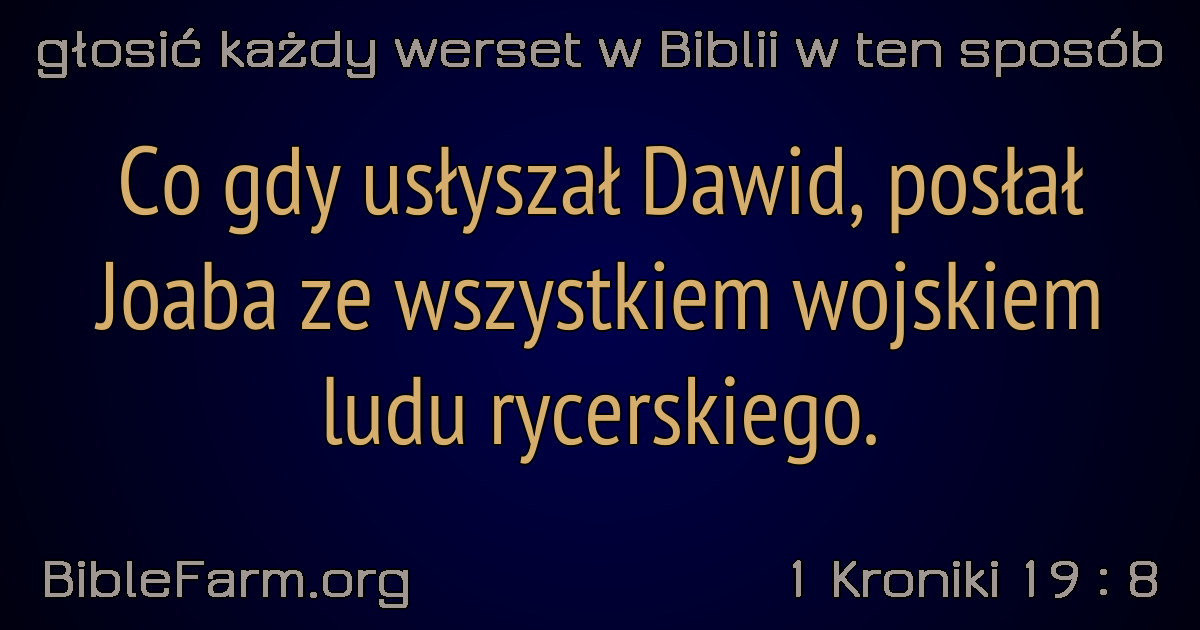 głosić każdy werset w Biblii w ten sposób
Co gdy usłyszał Dawid, posłał
Joaba ze wszystkiem wojskiem
ludu rycerskiego.
BibleFarm.org
1 Kroniki 19 : 8